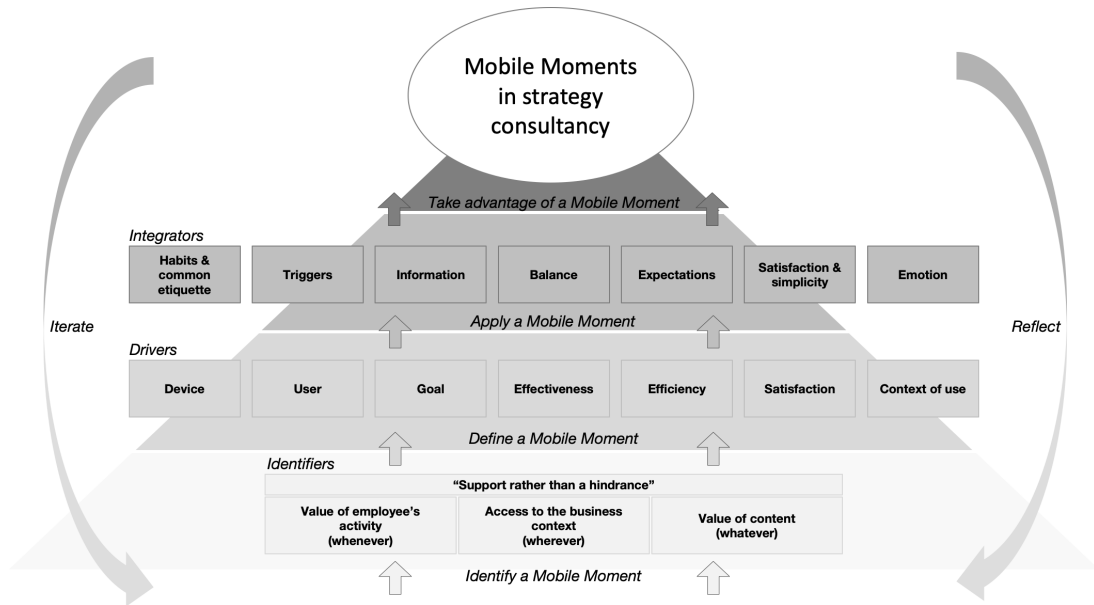 Mobile Moments
in strategy
consultancy
Take advantage of a Mobile Moment
Integrators
Habits &
common
etiquette
Triggers
Information
Balance
Expectations
Satisfaction &
simplicity
Emotion
Apply a Mobile Moment
Iterate
Reflect
Drivers
Device
User
Goal
Effectiveness
Efficiency
Satisfaction
Context of use
Define a Mobile Moment
Identifiers
“Support rather than a hindrance”
Value of employee’s
activity
(whenever)
Access to the business
context
(wherever)
Value of content
(whatever)
Identify a Mobile Moment